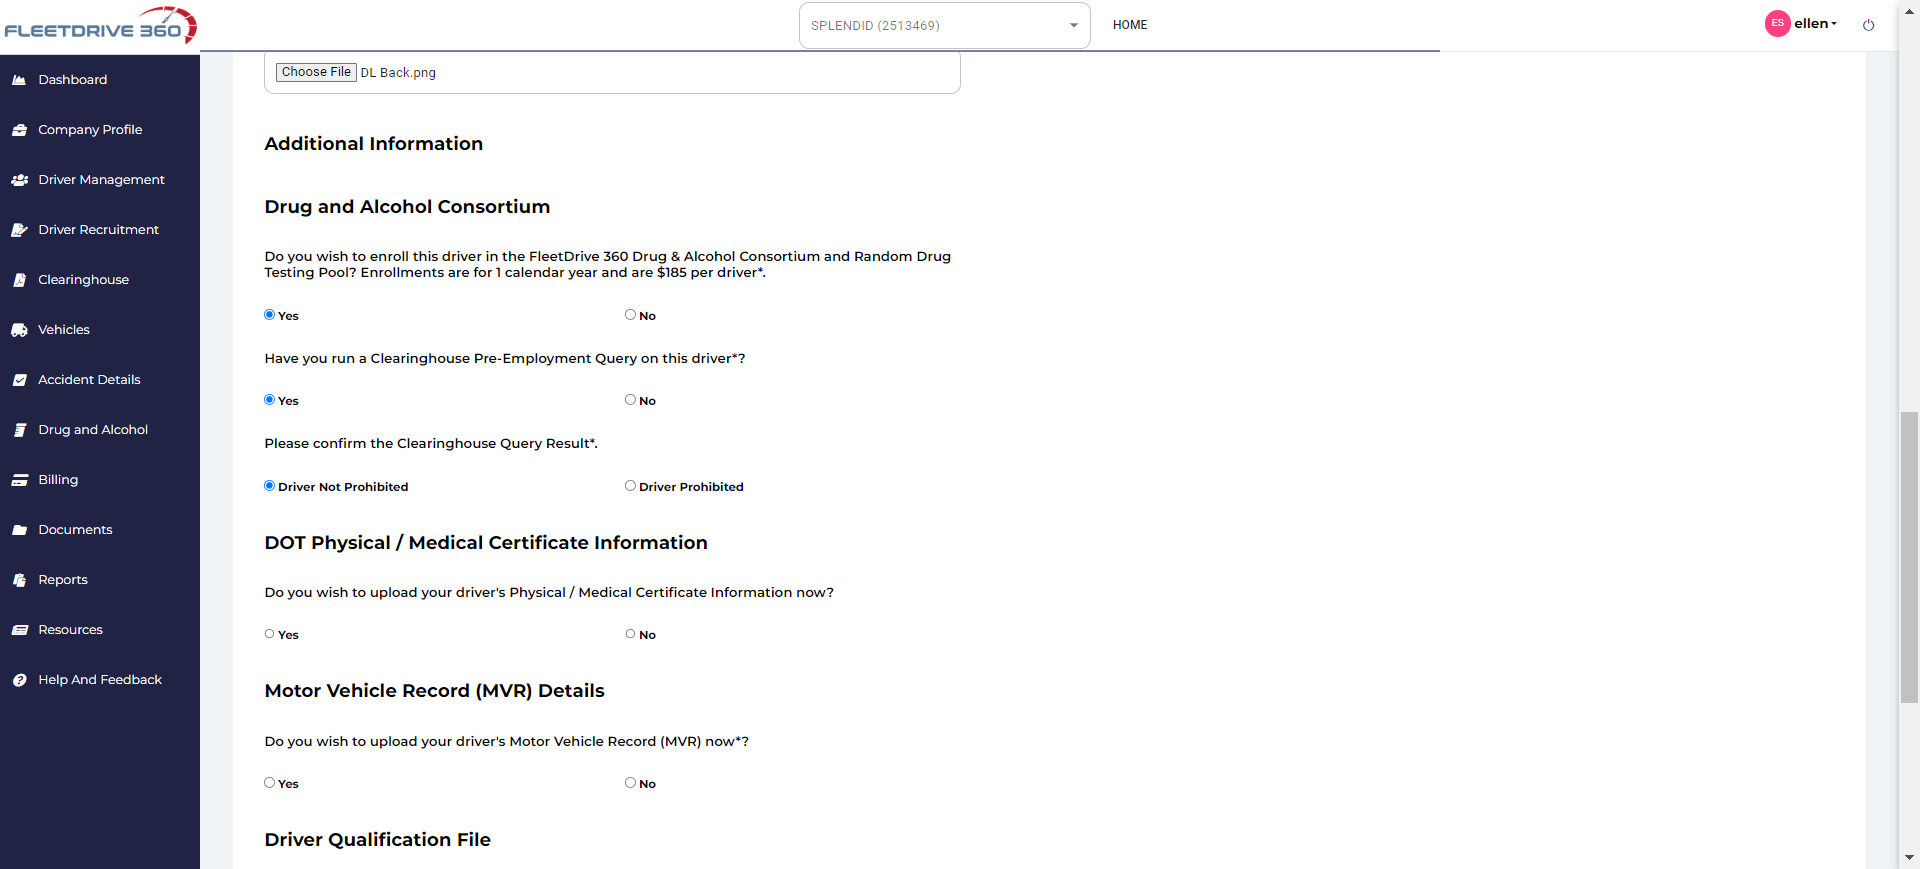 FLEETDRIVE 360
SPLENDID (2513469)
HOME
ES
ellen
Dashboard
Company Profile
Driver Management
Driver Recruitment
Clearinghouse
Vehicles
Accident Details
Drug and Alcohol
Billing
Documents
Reports
Resources
Help And Feedback
Choose File DL Back.png
Additional Information
Drug and Alcohol Consortium
Do you wish to enroll this driver in the FleetDrive 360 Drug & Alcohol Consortium and Random Drug
Testing Pool? Enrollments are for 1 calendar year and are $185 per driver*.
Yes No
Have you run a Clearinghouse Pre-Employment Query on this driver*?
Yes No
Please confirm the Clearinghouse Query Result*.
Driver Not Prohibited Driver Prohibited
DOT Physical / Medical Certificate Information
Do you wish to upload your driver's Physical / Medical Certificate Information now?
Yes No
Motor Vehicle Record (MVR) Details
Do you wish to upload your driver's Motor Vehicle Record (MVR) now*?
Yes No
Driver Qualification File